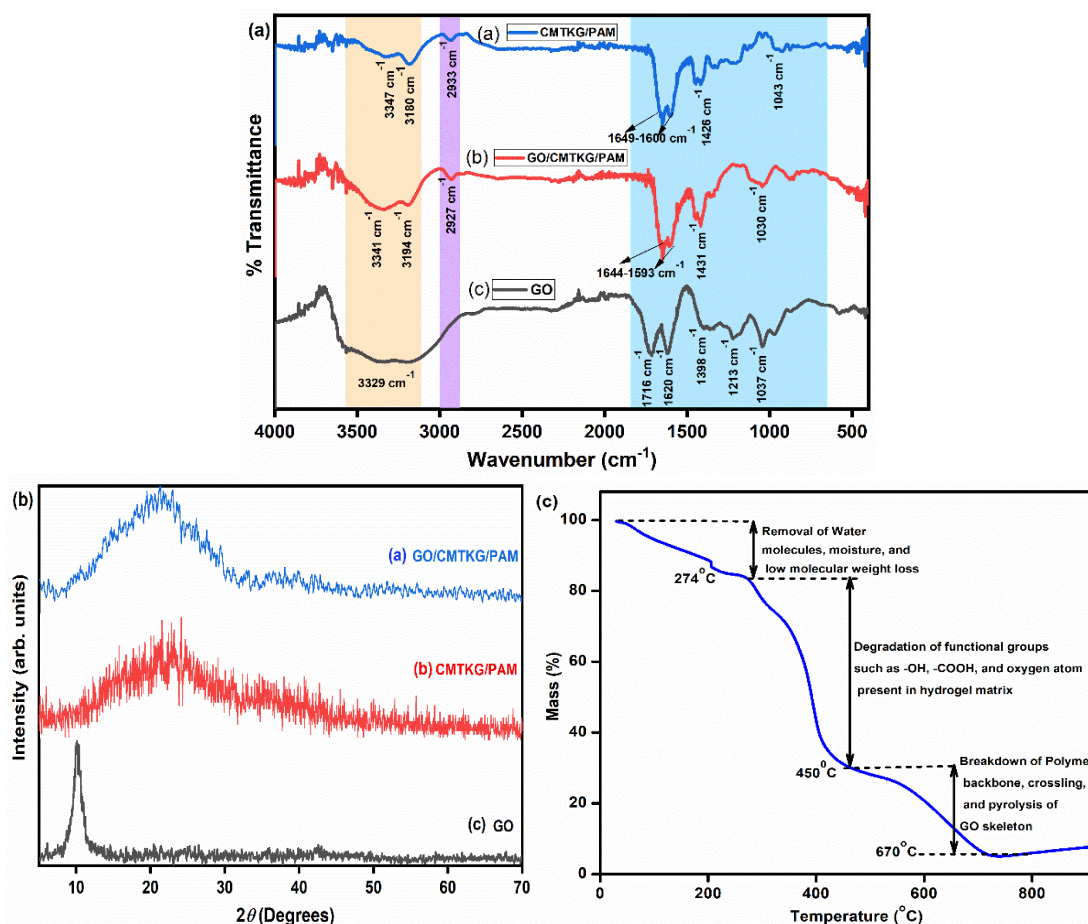 (a)
(a) CMTKG/PAM
3347 cm⁻¹
3180 cm⁻¹
2933 cm⁻¹
1649-1600 cm⁻¹
1426 cm⁻¹
1043 cm⁻¹
(b) GO/CMTKG/PAM
3341 cm⁻¹
3194 cm⁻¹
2927 cm⁻¹
1644-1593 cm⁻¹
1431 cm⁻¹
1030 cm⁻¹
(c) GO
3329 cm⁻¹
1716 cm⁻¹
1620 cm⁻¹
1398 cm⁻¹
1213 cm⁻¹
1037 cm⁻¹
% Transmittance
4000 3500 3000 2500 2000 1500 1000 500
Wavenumber (cm⁻¹)
(b)
(a) GO/CMTKG/PAM
(b) CMTKG/PAM
(c) GO
Intensity (arb. units)
10 20 30 40 50 60 70
2θ (Degrees)
(c)
100
80
60
40
20
0
Mass (%)
Removal of Water
molecules, moisture, and
low molecular weight loss
274°C
Degradation of functional groups
such as -OH, -COOH, and oxygen atom
present in hydrogel matrix
450°C
Breakdown of Polyme
backbone, crossling,
and pyrolysis of
GO skeleton
670°C
0 200 400 600 800
Temperature (°C)